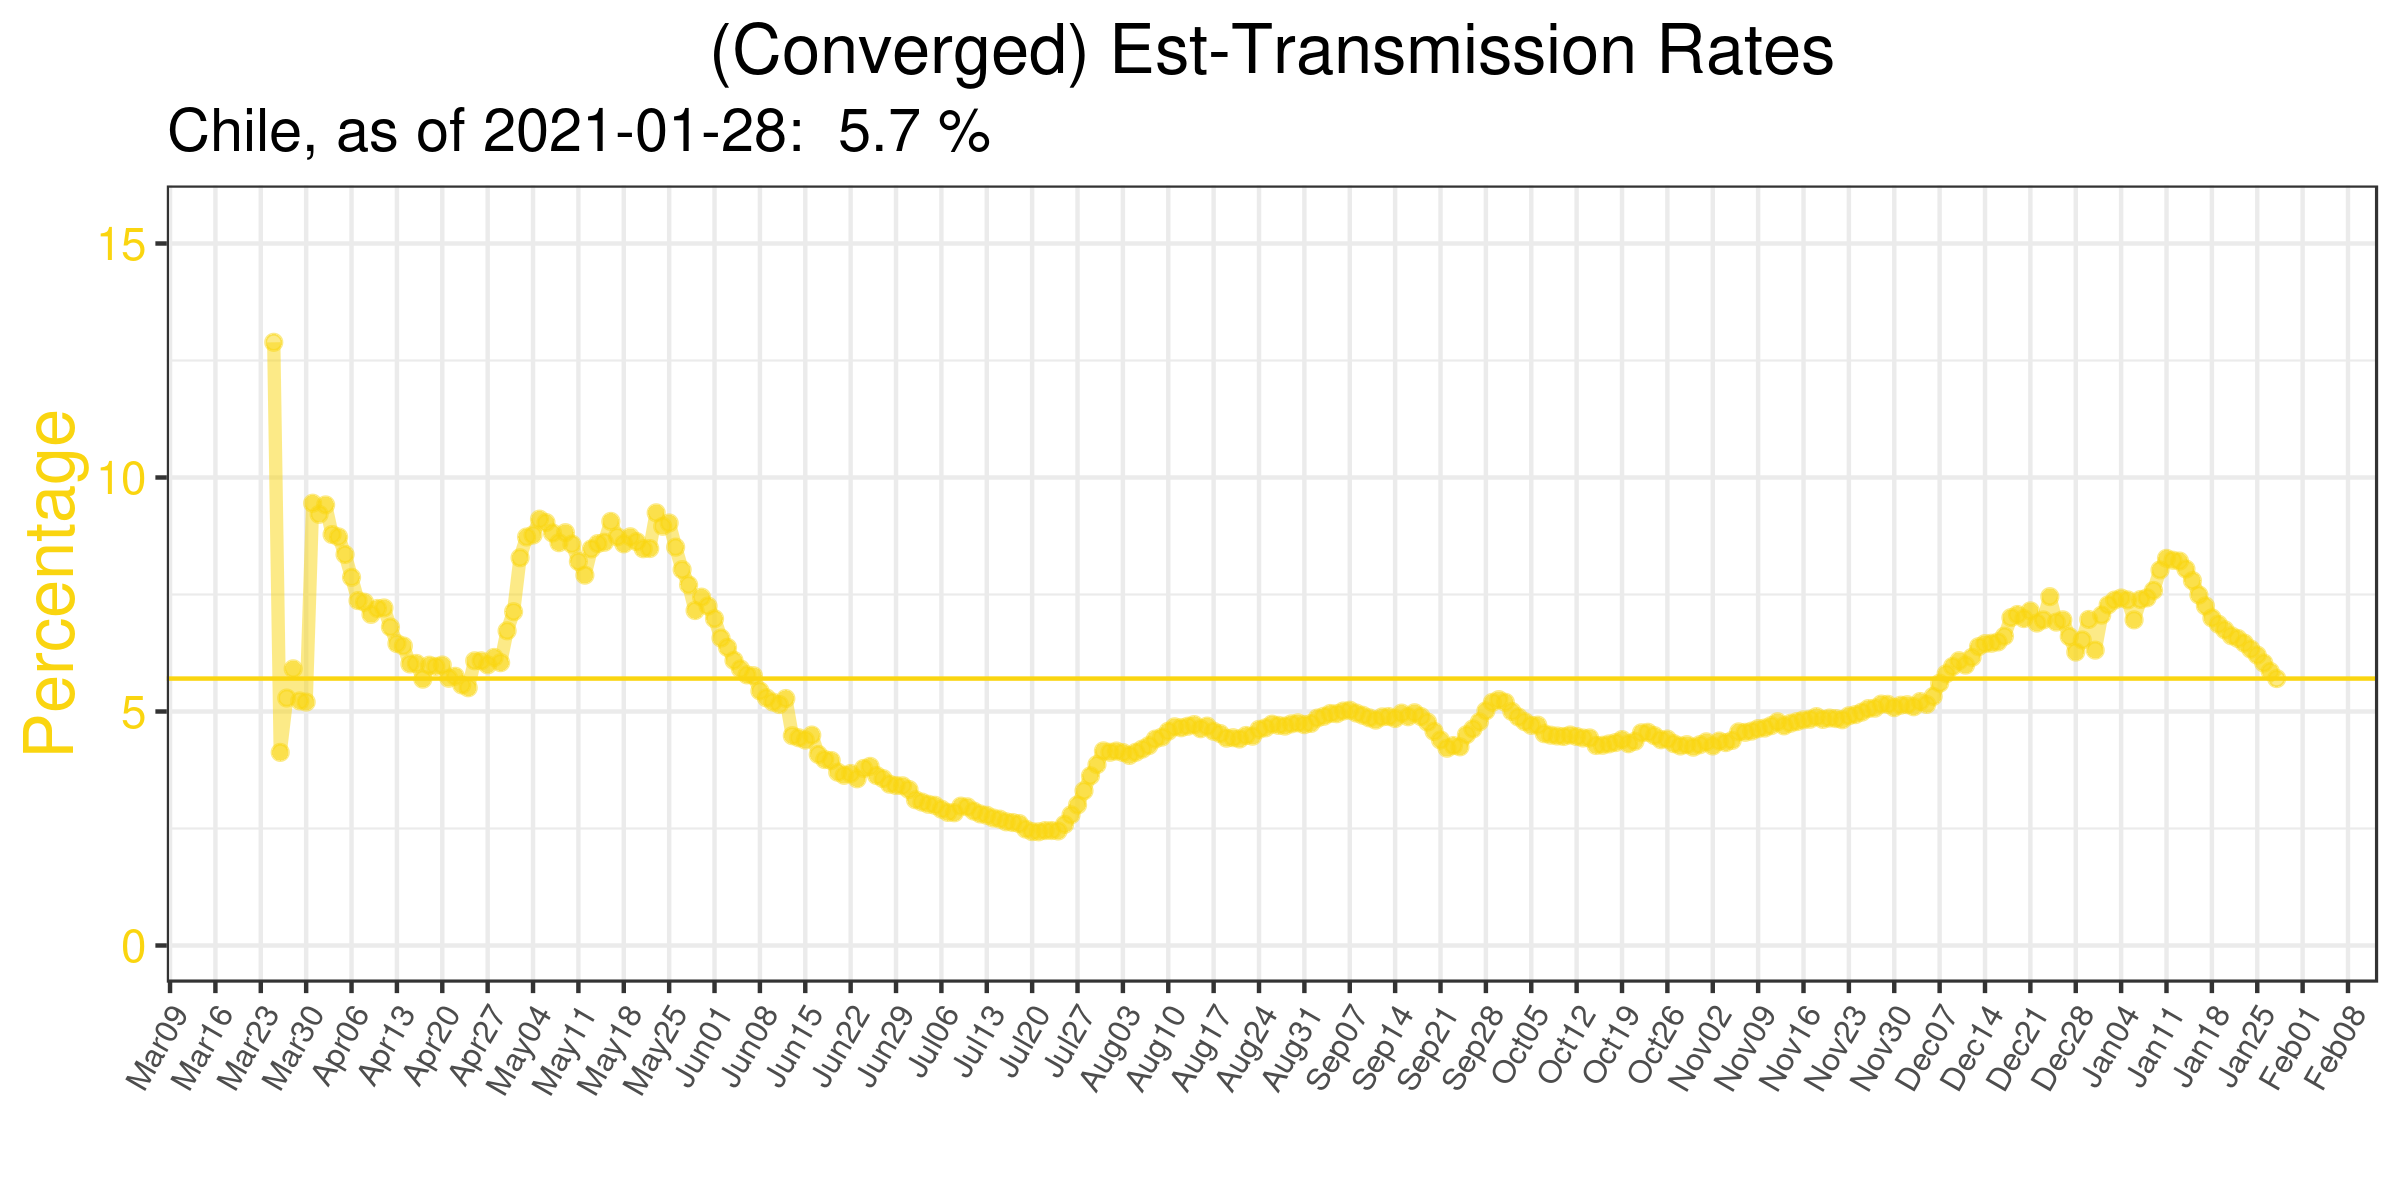 (Converged) Est-Transmission Rates
Chile, as of 2021-01-28:  5.7 %
Percentage
15
10
5
0
Mar09 Mar16 Mar23 Mar30 Apr06 Apr13 Apr20 Apr27 May04 May11 May18 May25 Jun01 Jun08 Jun15 Jun22 Jun29 Jul06 Jul13 Jul20 Jul27 Aug03 Aug10 Aug17 Aug24 Aug31 Sep07 Sep14 Sep21 Sep28 Oct05 Oct12 Oct19 Oct26 Nov02 Nov09 Nov16 Nov23 Nov30 Dec07 Dec14 Dec21 Dec28 Jan04 Jan11 Jan18 Jan25 Feb01 Feb08